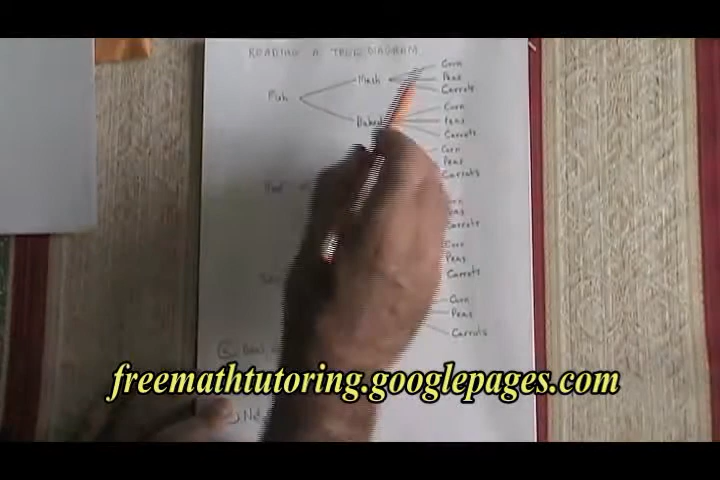 READING A TREE DIAGRAM
Fish
Mash
Corn
Peas
Carrots
Baked
Corn
Peas
Carrots
Corn
Peas
Carrots
Corn
Peas
Carrots
Corn
Peas
Carrots
Corn
Peas
Carrots
freemathtutoring.googlepages.com